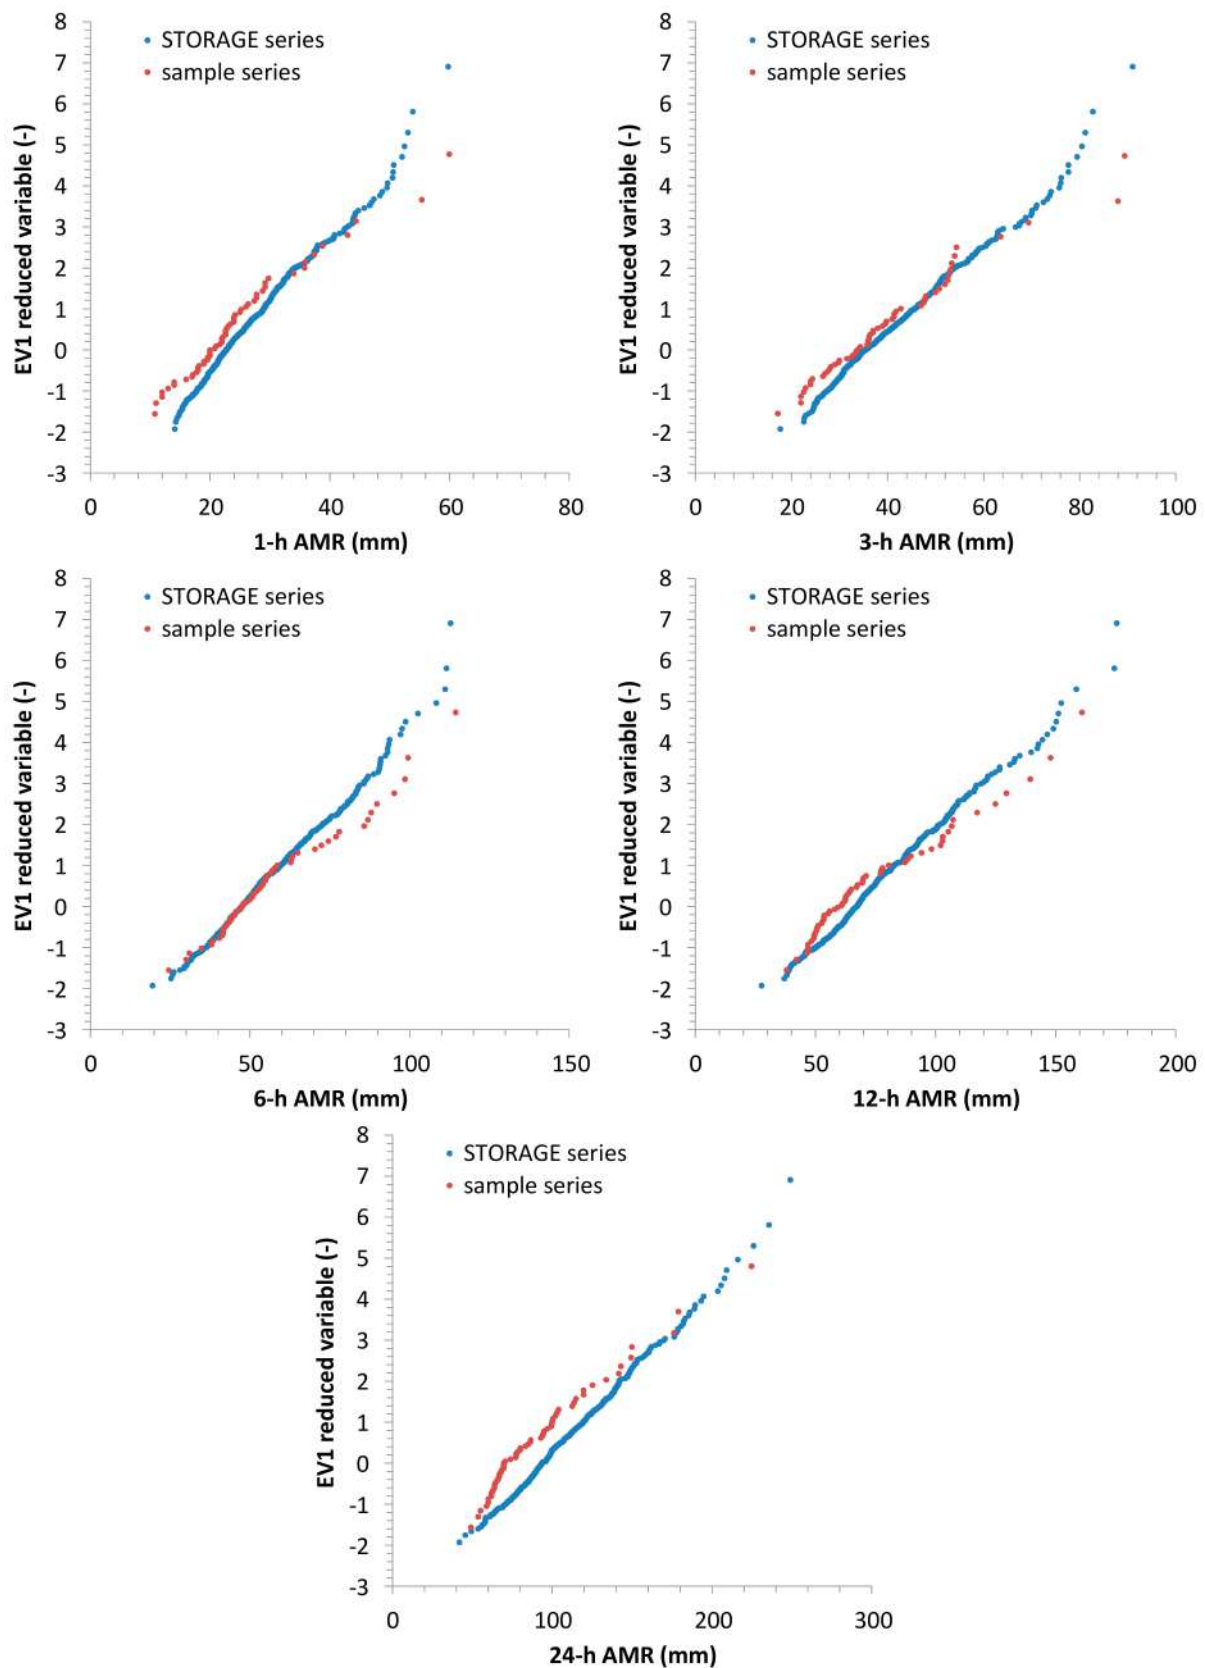 8
7
6
5
4
3
2
1
0
-1
-2
-3
EV1 reduced variable (-)
STORAGE series
sample series
0 20 40 60 80
1-h AMR (mm)
8
7
6
5
4
3
2
1
0
-1
-2
-3
EV1 reduced variable (-)
STORAGE series
sample series
0 20 40 60 80 100
3-h AMR (mm)
8
7
6
5
4
3
2
1
0
-1
-2
-3
EV1 reduced variable (-)
STORAGE series
sample series
0 50 100 150
6-h AMR (mm)
8
7
6
5
4
3
2
1
0
-1
-2
-3
EV1 reduced variable (-)
STORAGE series
sample series
0 50 100 150 200
12-h AMR (mm)
8
7
6
5
4
3
2
1
0
-1
-2
-3
EV1 reduced variable (-)
STORAGE series
sample series
0 100 200 300
24-h AMR (mm)